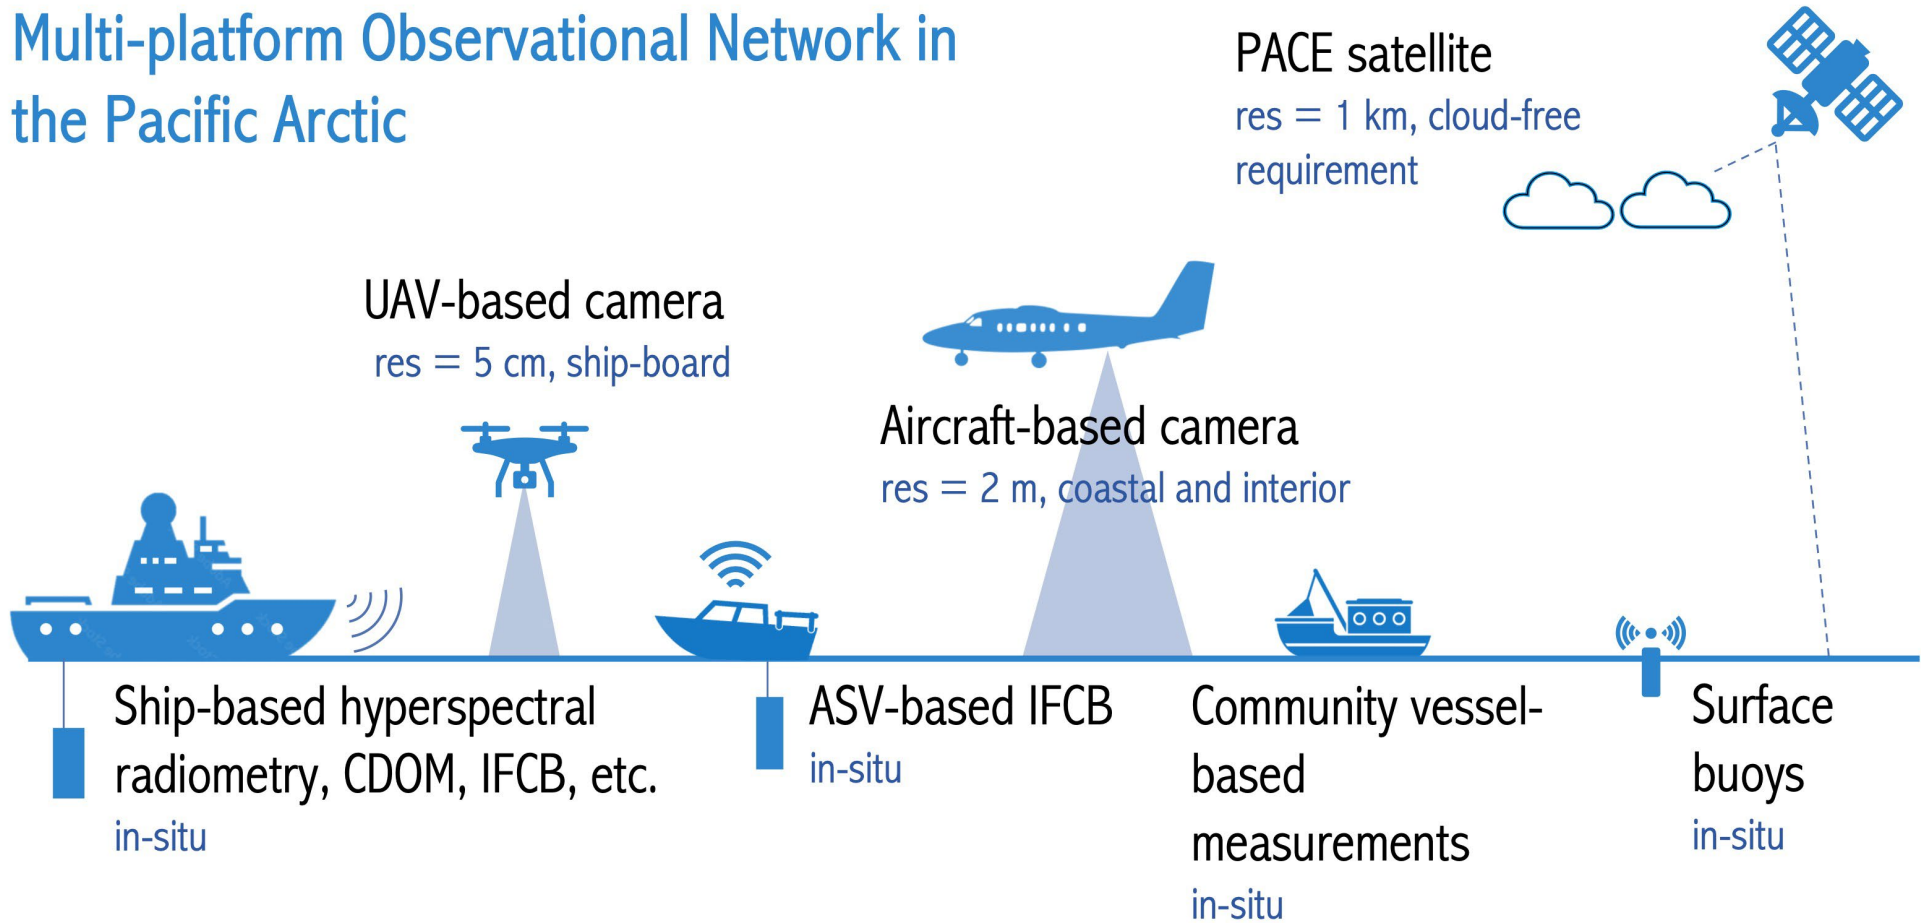 Multi-platform Observational Network in
the Pacific Arctic
PACE satellite
res = 1 km, cloud-free
requirement
UAV-based camera
res = 5 cm, ship-board
Aircraft-based camera
res = 2 m, coastal and interior
Ship-based hyperspectral
radiometry, CDOM, IFCB, etc.
in-situ
ASV-based IFCB
in-situ
Community vessel-
based
measurements
in-situ
Surface
buoys
in-situ